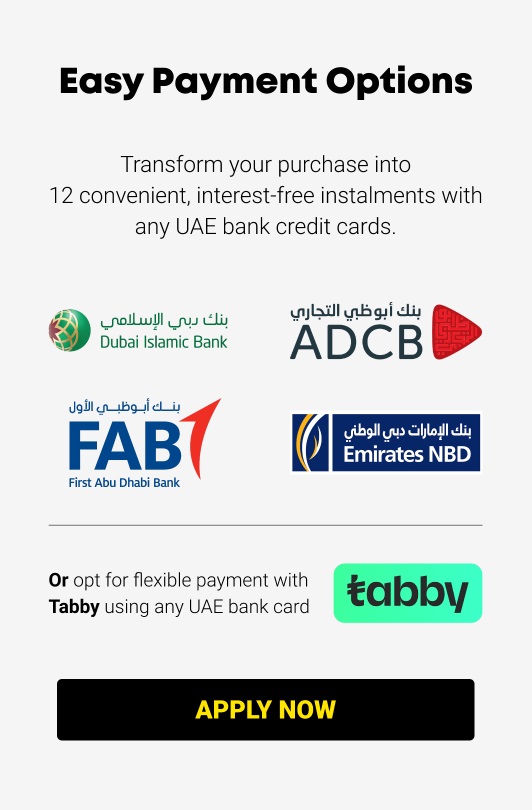 Easy Payment Options
Transform your purchase into
12 convenient, interest-free instalments with
any UAE bank credit cards.
بنك دبي الإسلامي
Dubai Islamic Bank
بنك أبوظبي التجاري
ADCB
بنــك أبـوظبــي الأول
FAB
First Abu Dhabi Bank
بنك الإمارات دبي الوطني
Emirates NBD
Or opt for flexible payment with
Tabby using any UAE bank card
tabby
APPLY NOW